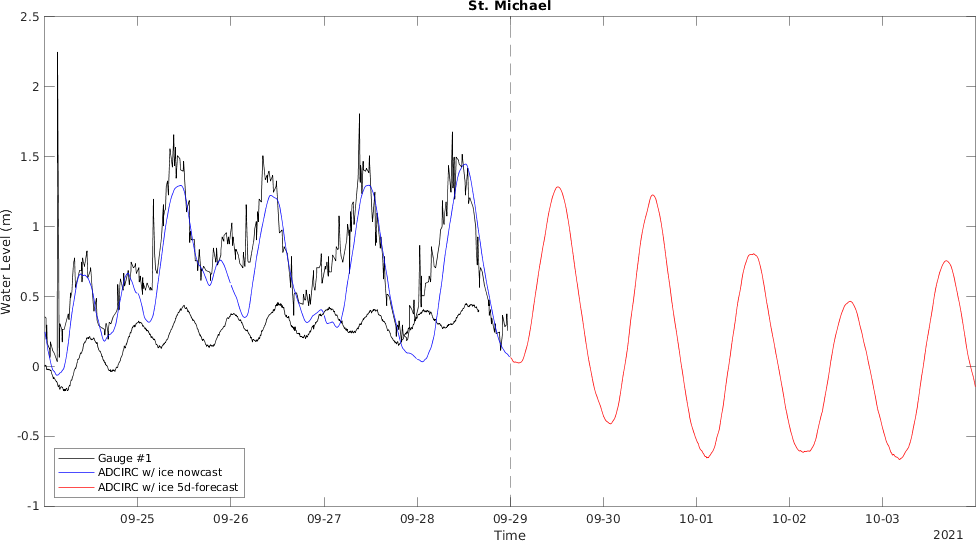 St. Michael
2.5
2
1.5
1
0.5
0
-0.5
-1
Water Level (m)
Gauge #1
ADCIRC w/ ice nowcast
ADCIRC w/ ice 5d-forecast
09-25 09-26 09-27 09-28 09-29 09-30 10-01 10-02 10-03
Time
2021